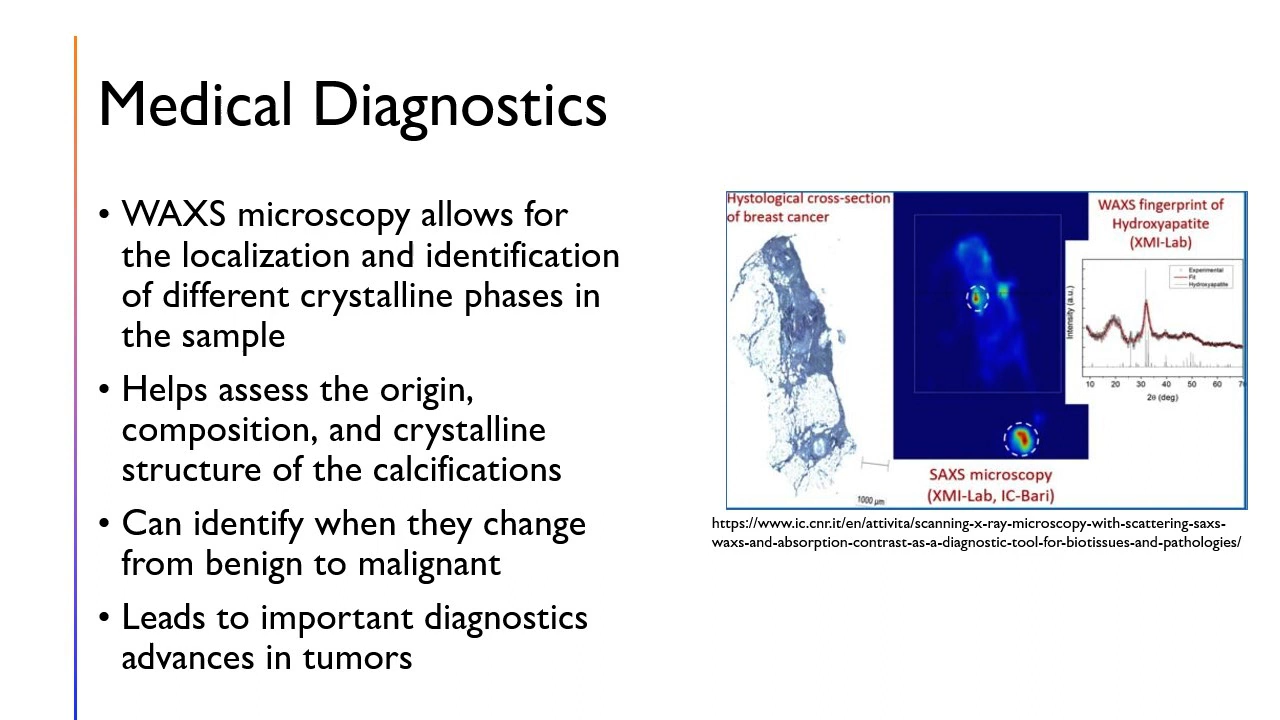 Medical Diagnostics
• WAXS microscopy allows for
the localization and identification
of different crystalline phases in
the sample
• Helps assess the origin,
composition, and crystalline
structure of the calcifications
• Can identify when they change
from benign to malignant
• Leads to important diagnostics
advances in tumors
Hystological cross-section
of breast cancer
1000 µm
SAXS microscopy
(XMI-Lab, IC-Bari)
WAXS fingerprint of
Hydroxyapatite
(XMI-Lab)
Experimental
Fit
Hydroxyapatite
Intensity (a.u.)
10 20 30 40 50 60 70
2θ (deg)
https://www.ic.cnr.it/en/attivita/scanning-x-ray-microscopy-with-scattering-saxs-
waxs-and-absorption-contrast-as-a-diagnostic-tool-for-biotissues-and-pathologies/